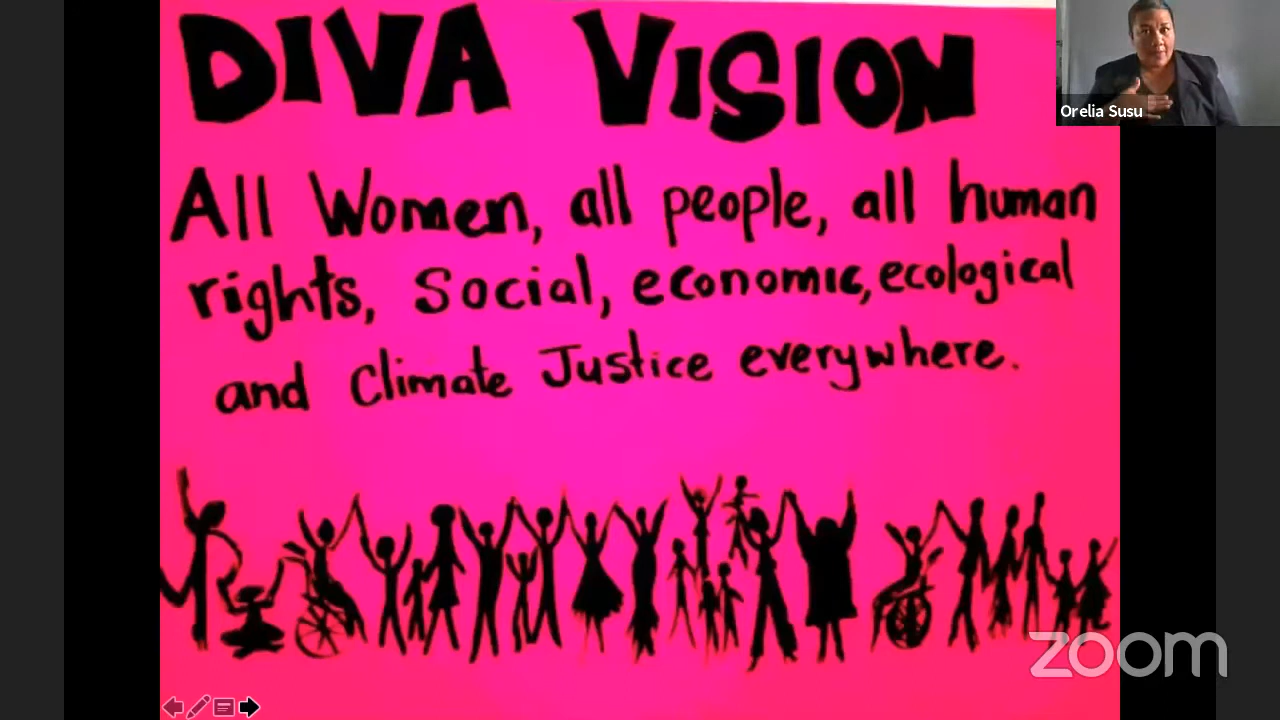 DIVA VISION
All Women, all people, all human
rights, Social, economic, ecological
and Climate Justice everywhere.
Orelia Susu
zoom